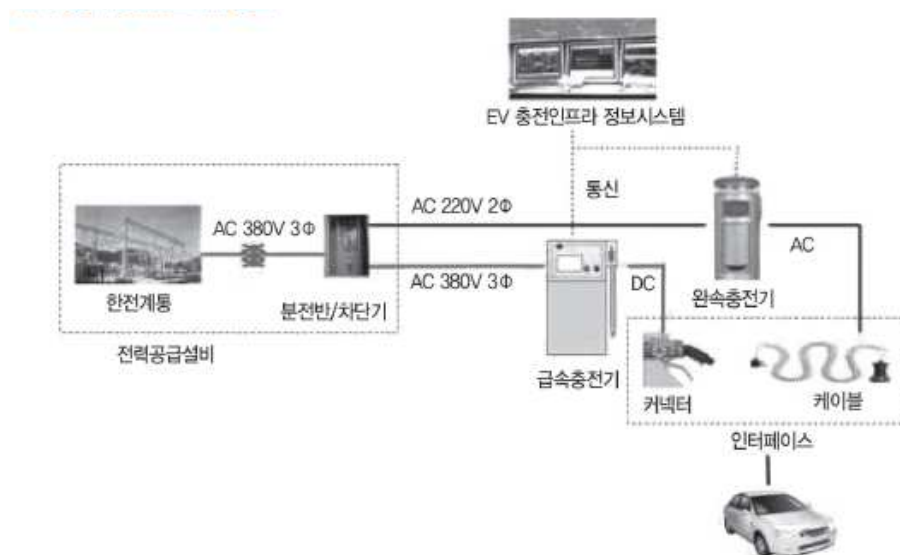 EV 충전인프라 정보시스템
통신
AC 220V 2Φ
AC 380V 3Φ
AC
한전계통
분전반/차단기
AC 380V 3Φ
DC
완속충전기
전력공급설비
급속충전기
커넥터
케이블
인터페이스